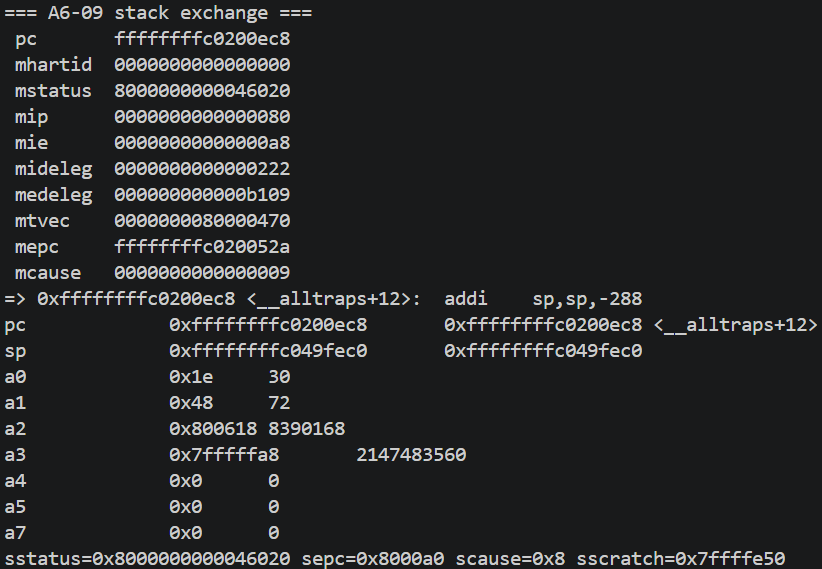 === A6-09 stack exchange ===
pc       ffffffffc0200ec8
mhartid  0000000000000000
mstatus  8000000000046020
mip      0000000000000080
mie      00000000000000a8
mideleg  0000000000000222
medeleg  000000000000b109
mtvec    0000000080000470
mepc     ffffffffc020052a
mcause   0000000000000009
=> 0xffffffffc0200ec8 <__alltraps+12>:  addi    sp,sp,-288
pc             0xffffffffc0200ec8       0xffffffffc0200ec8 <__alltraps+12>
sp             0xffffffffc049fec0       0xffffffffc049fec0
a0             0x1e     30
a1             0x48     72
a2             0x800618 8390168
a3             0x7fffffa8       2147483560
a4             0x0      0
a5             0x0      0
a7             0x0      0
sstatus=0x8000000000046020 sepc=0x8000a0 scause=0x8 sscratch=0x7ffffe50